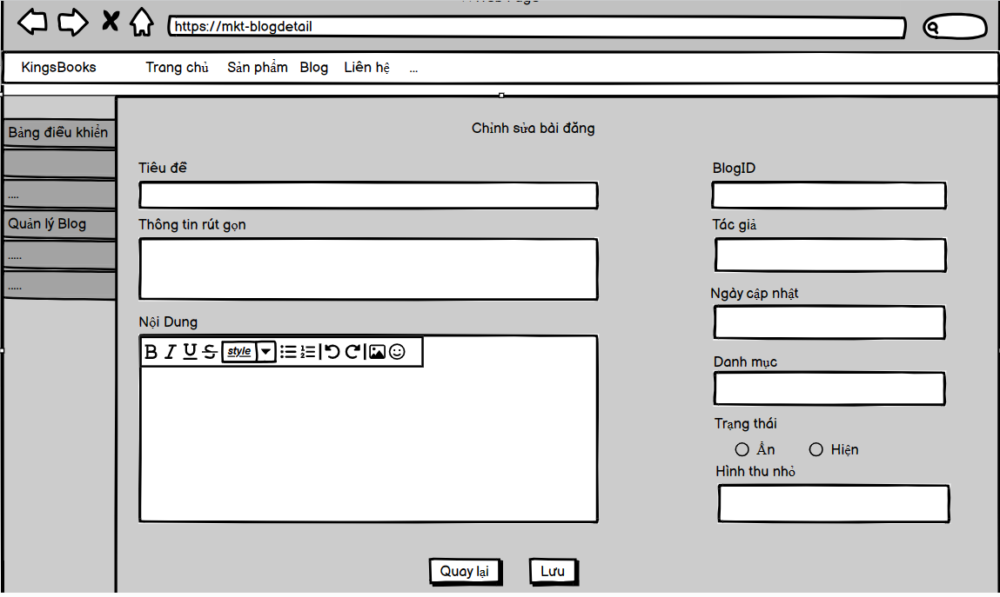 https://mkt-blogdetail
KingsBooks Trang chủ Sản phẩm Blog Liên hệ ...
Bảng điều khiển
....
Quản lý Blog
.....
.....
Chỉnh sửa bài đăng
Tiêu đề
Thông tin rút gọn
Nội Dung
B I U S style
BlogID
Tác giả
Ngày cập nhật
Danh mục
Trạng thái
Ẩn Hiện
Hình thu nhỏ
Quay lại Lưu